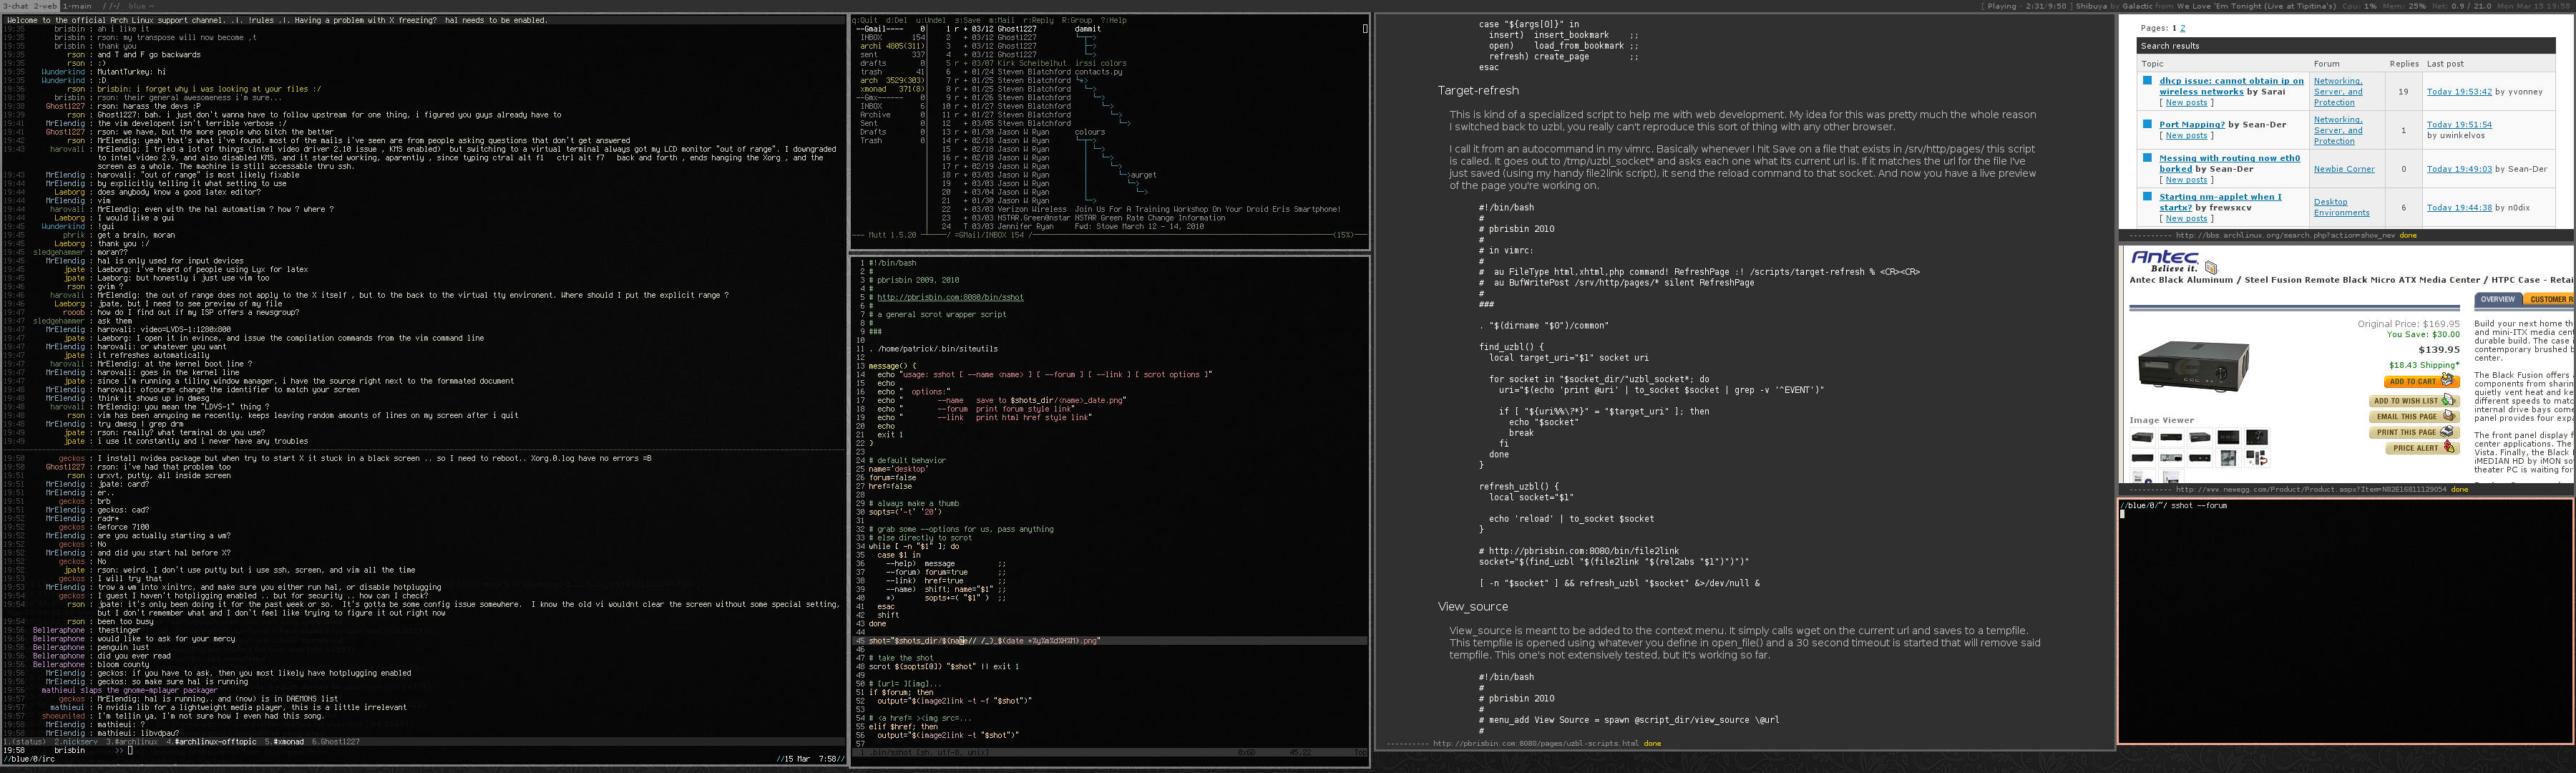 3-chat 2-web 1-main / /-/ blue ~
[ Playing - 2:31/9:50 ] Shibuya by Galactic from We Love 'Em Tonight (Live at Tipitina's) Cpu: 1% Mem: 25% Net: 0.9 / 21.0 Mon Mar 15 19:58
Welcome to the official Arch Linux support channel. .|. !rules .|. Having a problem with X freezing? hal needs to be enabled.
19:35 brisbin : ah i like it
19:35 brisbin : rson: my transpose will now become ,t
19:35 brisbin : thank you
19:35 rson : and T and F go backwards
19:35 rson : :)
19:35 Wunderkind : MutantTurkey: hi
19:35 Wunderkind : :D
19:36 rson : brisbin: i forget why i was looking at your files :/
19:38 brisbin : rson: their general awesomeness i'm sure...
19:38 Ghost1227 : rson: harass the devs :P
19:39 rson : Ghost1227: bah. i just don't wanna have to follow upstream for one thing, i figured you guys already have to
19:41 MrElendig : the vim developent isn't terrible verbose :/
19:41 Ghost1227 : rson: we have, but the more people who bitch the better
19:42 rson : MrElendig: yeah that's what i've found. most of the mails i've seen are from people asking questions that don't get answered
19:43 harovali : MrElendig: I tried a lot of things (intel video driver 2.10 issue , KMS enabled) but switching to a virtual terminal always got my LCD monitor "out of range". I downgraded
to intel video 2.9, and also disabled KMS, and it started working, aparently , since typing ctral alt f1 ctrl alt f7 back and forth , ends hanging the Xorg , and the
screen as a whole. The machine is still accessable thru ssh.
19:43 MrElendig : harovali: "out of range" is most likely fixable
19:44 MrElendig : by explicitly telling it what setting to use
19:44 Laeborg : does anybody know a good latex editor?
19:44 MrElendig : vim
19:44 harovali : MrElendig: even with the hal automatism ? how ? where ?
19:44 Laeborg : I would like a gui
19:45 Wunderkind : !gui
19:45 phrik : get a brain, moran
19:45 Laeborg : thank you :/
19:45 sledgehammer : moran??
19:45 MrElendig : hal is only used for input devices
19:45 jpate : Laeborg: i've heard of people using Lyx for latex
19:46 jpate : Laeborg: but honestly i just use vim too
19:46 rson : gvim ?
19:46 harovali : MrElendig: the out of range does not apply to the X itself , but to the back to the virtual tty environent. Where should I put the explicit range ?
19:46 Laeborg : jpate, but I need to see preview of my file
19:47 rooob : how do I find out if my ISP offers a newsgroup?
19:47 sledgehammer : ask them
19:47 MrElendig : harovali: video=LVDS-1:1280x800
19:47 jpate : Laeborg: I open it in evince, and issue the compilation commands from the vim command line
19:47 MrElendig : harovali: or whatever you want
19:47 jpate : it refreshes automatically
19:47 harovali : MrElendig: at the kernel boot line ?
19:47 MrElendig : harovali: goes in the kernel line
19:47 jpate : since i'm running a tiling window manager, i have the source right next to the formmated document
19:47 MrElendig : harovali: ofcourse change the identifier to match your screen
19:48 MrElendig : think it shows up in dmesg
19:48 harovali : MrElendig: you mean the "LDVS-1" thing ?
19:48 rson : vim has been annyoing me recently. keeps leaving random amounts of lines on my screen after i quit
19:48 MrElendig : try dmesg | grep drm
19:49 jpate : rson: really? what terminal do you use?
19:49 jpate : i use it constantly and i never have any troubles
19:50 geckos : I install nvidea package but when try to start X it stuck in a black screen .. so I need to reboot.. Xorg.0.log have no errors =B
19:50 Ghost1227 : rson: i've had that problem too
19:51 rson : urxvt, putty, all inside screen
19:51 MrElendig : jpate: card?
19:51 MrElendig : er..
19:51 geckos : brb
19:51 MrElendig : geckos: cad?
19:51 MrElendig : radr+
19:52 geckos : Geforce 7100
19:52 MrElendig : are you actually starting a wm?
19:52 geckos : No
19:52 MrElendig : and did you start hal before X?
19:52 geckos : No
19:52 jpate : rson: weird. I don't use putty but i use ssh, screen, and vim all the time
19:53 geckos : I will try that
19:53 MrElendig : trow a wm into xinitrc, and make sure you either run hal, or disable hotplugging
19:54 geckos : I guest I haven't hotpligging enabled .. but for security .. how can I check?
19:54 rson : jpate: it's only been doing it for the past week or so. It's gotta be some config issue somewhere. I know the old vi wouldnt clear the screen without some special setting,
but I don't remember what and I don't feel like trying to figure it out right now
19:54 rson : been too busy
19:56 Belleraphone : thestinger
19:56 Belleraphone : would like to ask for your mercy
19:56 Belleraphone : penguin lust
19:56 Belleraphone : did you ever read
19:56 Belleraphone : bloom county
19:56 MrElendig : geckos: if you have to ask, then you most likely have hotplugging enabled
19:56 MrElendig : geckos: so make sure hal is running
19:56 mathieui slaps the gnome-mplayer packager
19:57 geckos : MrElendig: hal is running.. and (now) is in DAEMONS list
19:57 mathieui : A nvidia lib for a lightweight media player, this is a little irrelevant
19:57 shoeunited : I'm tellin ya, I'm not sure how I even had this song.
19:58 MrElendig : mathieui: ?
19:58 MrElendig : mathieui: libvdpau?
1.(status) 2.nickserv 3.#archlinux 4.#archlinux-offtopic 5.#xmonad 6.Ghost1227
19:58 brisbin >>
//blue/0/irc //15 Mar 7:58//
q:Quit d:Del u:Undel s:Save m:Mail r:Reply R:Group ?:Help
--Gmail---- 0
INBOX 154
archi 4805(311)
sent 337
drafts 0
trash 41
arch 3529(303)
xmonad 371(8)
--Gmx------ 0
INBOX 6
Archive 0
Sent 0
Drafts 0
Trash 0
1 r + 03/12 Ghost1227 dammit
2 + 03/12 Ghost1227
3 + 03/12 Ghost1227
4 + 03/12 Ghost1227
5 r + 03/07 Kirk Scheibelhut irssi colors
6 + 01/24 Steven Blatchford contacts.py
7 r + 01/25 Steven Blatchford
8 r + 01/25 Steven Blatchford
9 r + 01/26 Steven Blatchford
10 r + 01/27 Steven Blatchford
11 r + 01/27 Steven Blatchford
12 + 03/05 Steven Blatchford
13 r + 01/30 Jason W Ryan colours
14 r + 02/18 Jason W Ryan
15 + 02/18 Jason W Ryan
16 r + 02/18 Jason W Ryan
17 r + 02/19 Jason W Ryan
18 r + 03/03 Jason W Ryan aurget
19 + 03/03 Jason W Ryan
20 + 03/04 Jason W Ryan
21 + 01/30 Jason W Ryan
22 + 03/03 Verizon Wireless Join Us For A Training Workshop On Your Droid Eris Smartphone!
23 + 03/03 NSTAR.Green@nstar NSTAR Green Rate Change Information
24 T 03/03 Jennifer Ryan Fwd: Stowe March 12 - 14, 2010
--- Mutt 1.5.20 / =GMail/INBOX 154 / (15%)
1 #!/bin/bash
2 #
3 # pbrisbin 2009, 2010
4 #
5 # http://pbrisbin.com:8080/bin/sshot
6 #
7 # a general scrot wrapper script
8 #
9 ###
10
11 . /home/patrick/.bin/siteutils
12
13 message() {
14 echo "usage: sshot [ --name <name> ] [ --forum ] [ --link ] [ scrot options ]"
15 echo
16 echo " options:"
17 echo " --name save to $shots_dir/<name>_date.png"
18 echo " --forum print forum style link"
19 echo " --link print html href style link"
20 echo
21 exit 1
22 }
23
24 # default behavior
25 name='desktop'
26 forum=false
27 href=false
28
29 # always make a thumb
30 sopts=('-t' '20')
31
32 # grab some --options for us, pass anything
33 # else directly to scrot
34 while [ -n "$1" ]; do
35 case $1 in
36 --help) message ;;
37 --forum) forum=true ;;
38 --link) href=true ;;
39 --name) shift; name="$1" ;;
40 *) sopts+=( "$1" ) ;;
41 esac
42 shift
43 done
44
45 shot="$shots_dir/${name// /_}_$(date +%y%m%d%H%M).png"
46
47 # take the shot
48 scrot ${sopts[@]} "$shot" || exit 1
49
50 # [url= ][img]...
51 if $forum; then
52 output="$(image2link -t -f "$shot")"
53
54 # <a href= ><img src=...
55 elif $href; then
56 output="$(image2link -t "$shot")"
57
1 .bin/sshot [sh, utf-8, unix] 0x6D 45,22 Top
case "${args[0]}" in
insert) insert_bookmark ;;
open) load_from_bookmark ;;
refresh) create_page ;;
esac
Target-refresh
This is kind of a specialized script to help me with web development. My idea for this was pretty much the whole reason
I switched back to uzbl, you really can't reproduce this sort of thing with any other browser.
I call it from an autocommand in my vimrc. Basically whenever I hit Save on a file that exists in /srv/http/pages/ this script
is called. It goes out to /tmp/uzbl_socket* and asks each one what its current url is. If it matches the url for the file I've
just saved (using my handy file2link script), it send the reload command to that socket. And now you have a live preview
of the page you're working on.
#!/bin/bash
#
# pbrisbin 2010
#
# in vimrc:
#
# au FileType html,xhtml,php command! RefreshPage :! /scripts/target-refresh % <CR><CR>
# au BufWritePost /srv/http/pages/* silent RefreshPage
#
###
. "$(dirname "$0")/common"
find_uzbl() {
local target_uri="$1" socket uri
for socket in "$socket_dir/"uzbl_socket*; do
uri="$(echo 'print @uri' | to_socket $socket | grep -v '^EVENT')"
if [ "${uri%%\?*}" = "$target_uri" ]; then
echo "$socket"
break
fi
done
}
refresh_uzbl() {
local socket="$1"
echo 'reload' | to_socket $socket
}
# http://pbrisbin.com:8080/bin/file2link
socket="$(find_uzbl "$(file2link "$(rel2abs "$1")")")"
[ -n "$socket" ] && refresh_uzbl "$socket" &>/dev/null &
View_source
View_source is meant to be added to the context menu. It simply calls wget on the current url and saves to a tempfile.
This tempfile is opened using whatever you define in open_file() and a 30 second timeout is started that will remove said
tempfile. This one's not extensively tested, but it's working so far.
#!/bin/bash
#
# pbrisbin 2010
#
# menu_add View Source = spawn @script_dir/view_source \@url
#
---------- http://pbrisbin.com:8080/pages/uzbl-scripts.html done
Pages: 1 2
Search results
Topic Forum Replies Last post
dhcp issue: cannot obtain ip on wireless networks by Sarai [ New posts ] Networking, Server, and Protection 19 Today 19:53:42 by yvonney
Port Mapping? by Sean-Der [ New posts ] Networking, Server, and Protection 1 Today 19:51:54 by uwinkelvos
Messing with routing now eth0 borked by Sean-Der [ New posts ] Newbie Corner 0 Today 19:49:03 by Sean-Der
Starting nm-applet when I startx? by frewsxcv [ New posts ] Desktop Environments 6 Today 19:44:38 by n0dix
---------- http://bbs.archlinux.org/search.php?action=show_new done
Antec
Believe it.
Antec Black Aluminum / Steel Fusion Remote Black Micro ATX Media Center / HTPC Case - Retai
OVERVIEW CUSTOMER R
Original Price: $169.95
You Save: $30.00
$139.95
$18.43 Shipping*
ADD TO CART
ADD TO WISH LIST
EMAIL THIS PAGE
PRINT THIS PAGE
PRICE ALERT
Image Viewer
Build your next home th
and mini-ITX media cent
durable build. The case i
contemporary brushed b
center.
The Black Fusion offers a
components from sharin
quietly vent heat and ke
different speeds to matc
internal drive bays come
panel provides four expa
The front panel display f
center applications. The
Vista. Finally, the Black F
iMEDIAN HD by iMON so
theater PC is waiting for
---------- http://www.newegg.com/Product/Product.aspx?Item=N82E16811129054 done
//blue/0/~/ sshot --forum